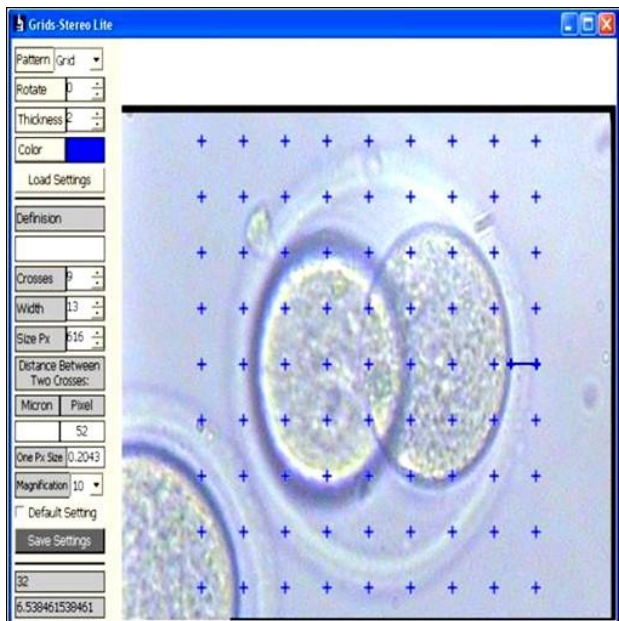 Grids-Stereo Lite
Pattern Grid
Rotate 0
Thickness 2
Color
Load Settings
Definision
Crosses 9
Width 13
Size Px 616
Distance Between
Two Crosses:
Micron Pixel
52
One Px Size 0.2043
Magnification 10
Default Setting
Save Settings
32
6.538461538461